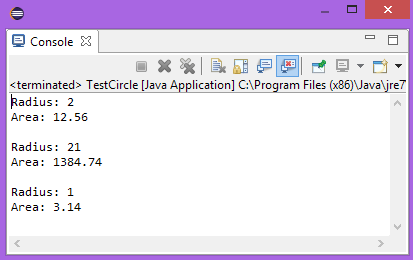 Console
<terminated> TestCircle [Java Application] C:\Program Files (x86)\Java\jre7
Radius: 2
Area: 12.56
Radius: 21
Area: 1384.74
Radius: 1
Area: 3.14